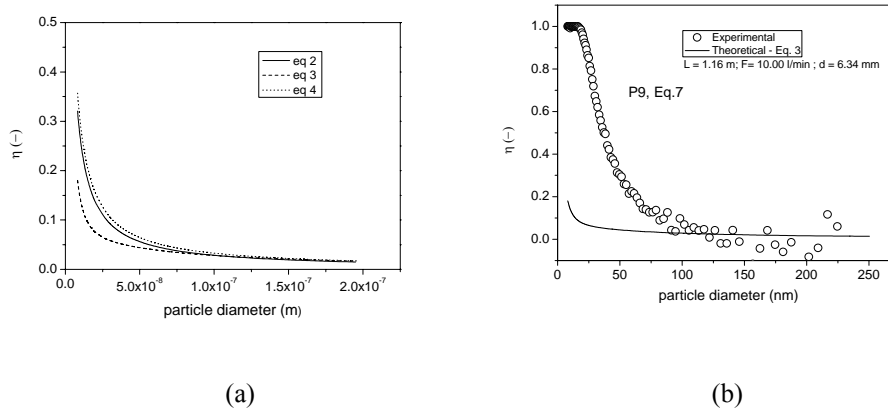 0.5
0.4
0.3
0.2
0.1
0.0
η (−)
eq 2
eq 3
eq 4
0.0 5.0x10⁻⁸ 1.0x10⁻⁷ 1.5x10⁻⁷ 2.0x10⁻⁷
particle diameter (m)
(a)
1.0
0.8
0.6
0.4
0.2
0.0
η (−)
Experimental
Theoretical - Eq. 3
L = 1.16 m; F= 10.00 l/min ; d = 6.34 mm
P9, Eq.7
0 50 100 150 200 250
particle diameter (nm)
(b)